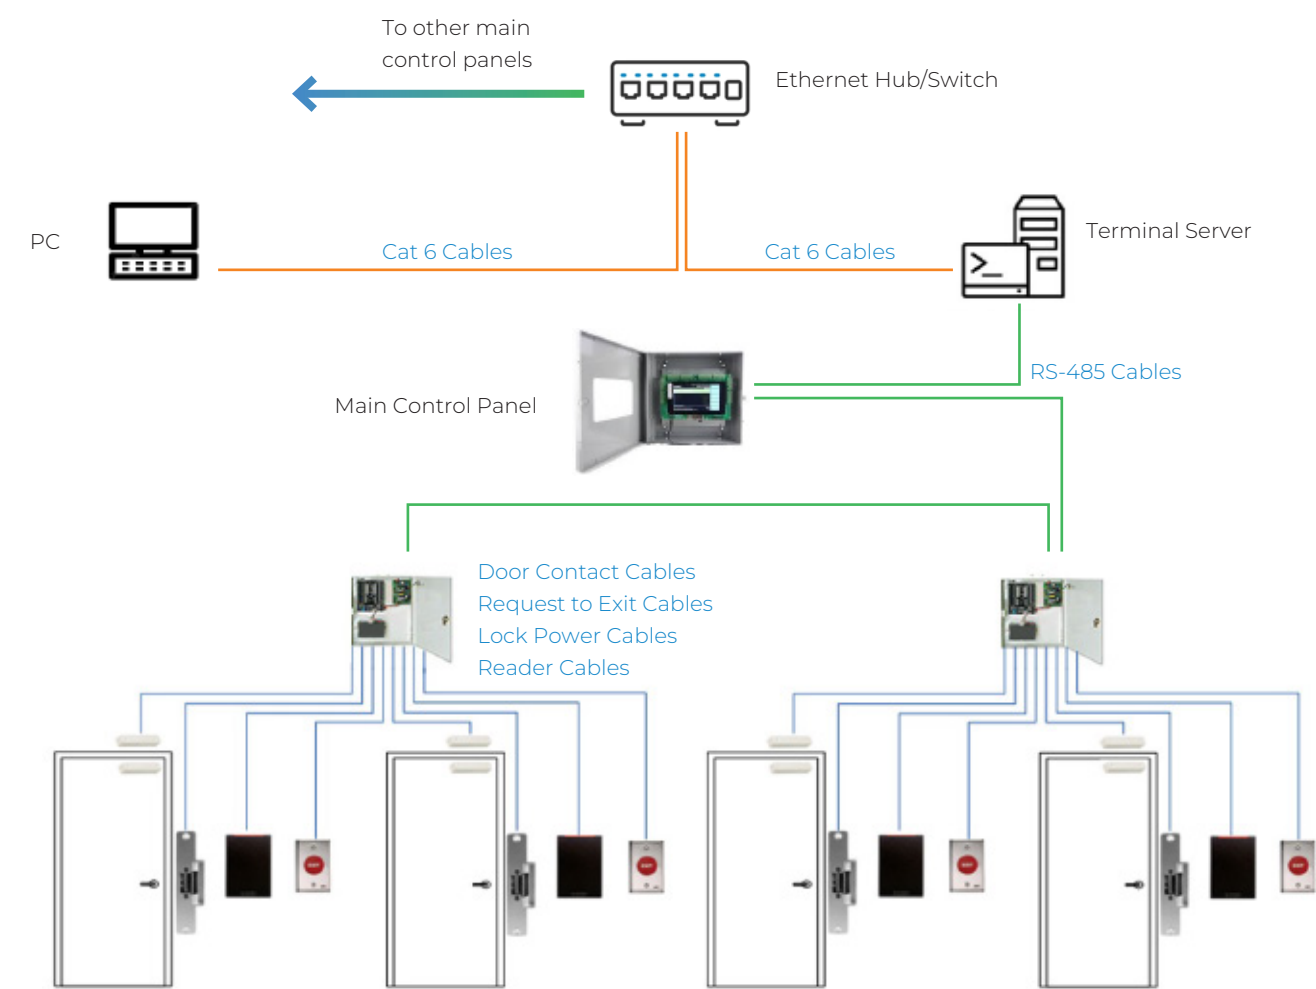 To other main
control panels
Ethernet Hub/Switch
PC
Cat 6 Cables
Cat 6 Cables
Terminal Server
RS-485 Cables
Main Control Panel
Door Contact Cables
Request to Exit Cables
Lock Power Cables
Reader Cables